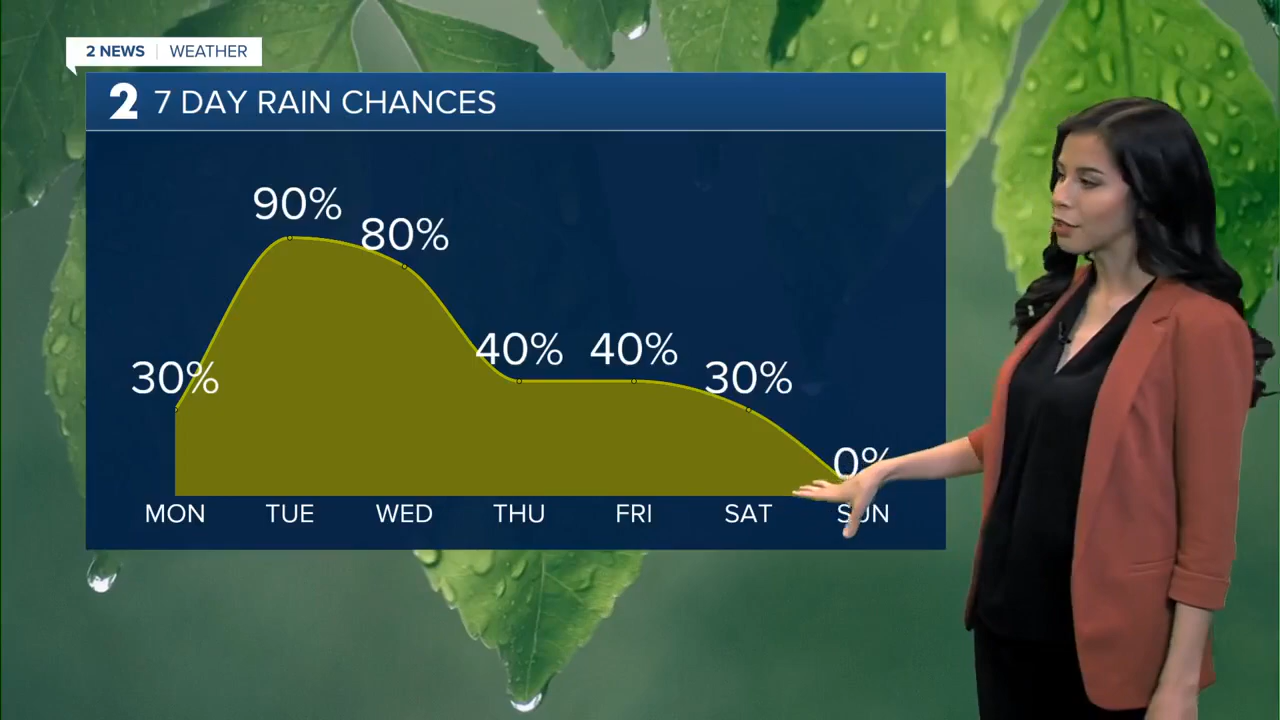 2 NEWS | WEATHER
2 7 DAY RAIN CHANCES
90%
80%
30%
40%
40%
30%
0%
MON TUE WED THU FRI SAT SUN